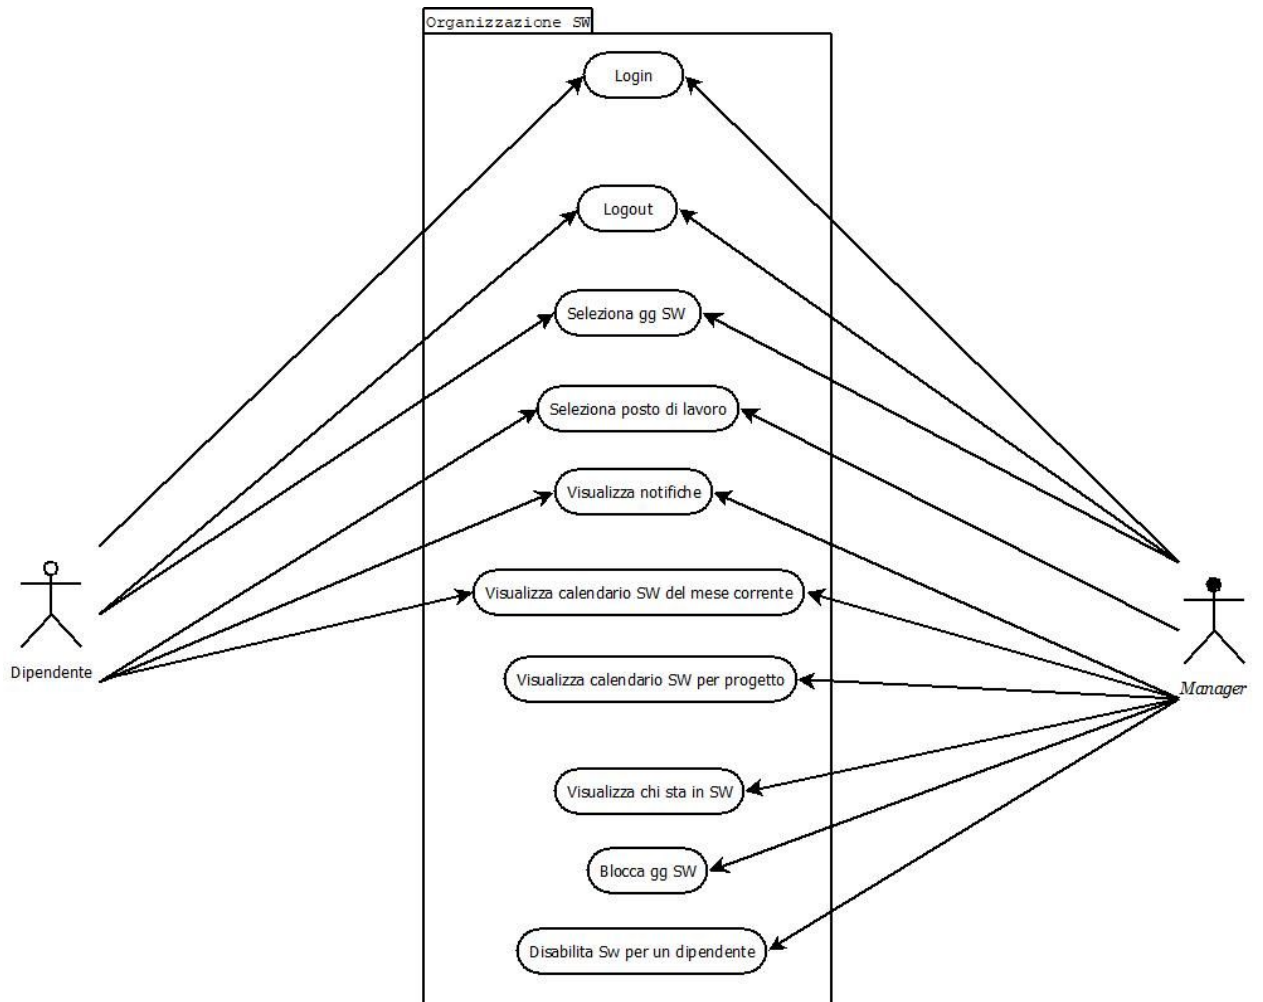 Organizzazione SW
Login
Logout
Seleziona gg SW
Seleziona posto di lavoro
Visualizza notifiche
Visualizza calendario SW del mese corrente
Dipendente
Visualizza calendario SW per progetto
Manager
Visualizza chi sta in SW
Blocca gg SW
Disabilita Sw per un dipendente